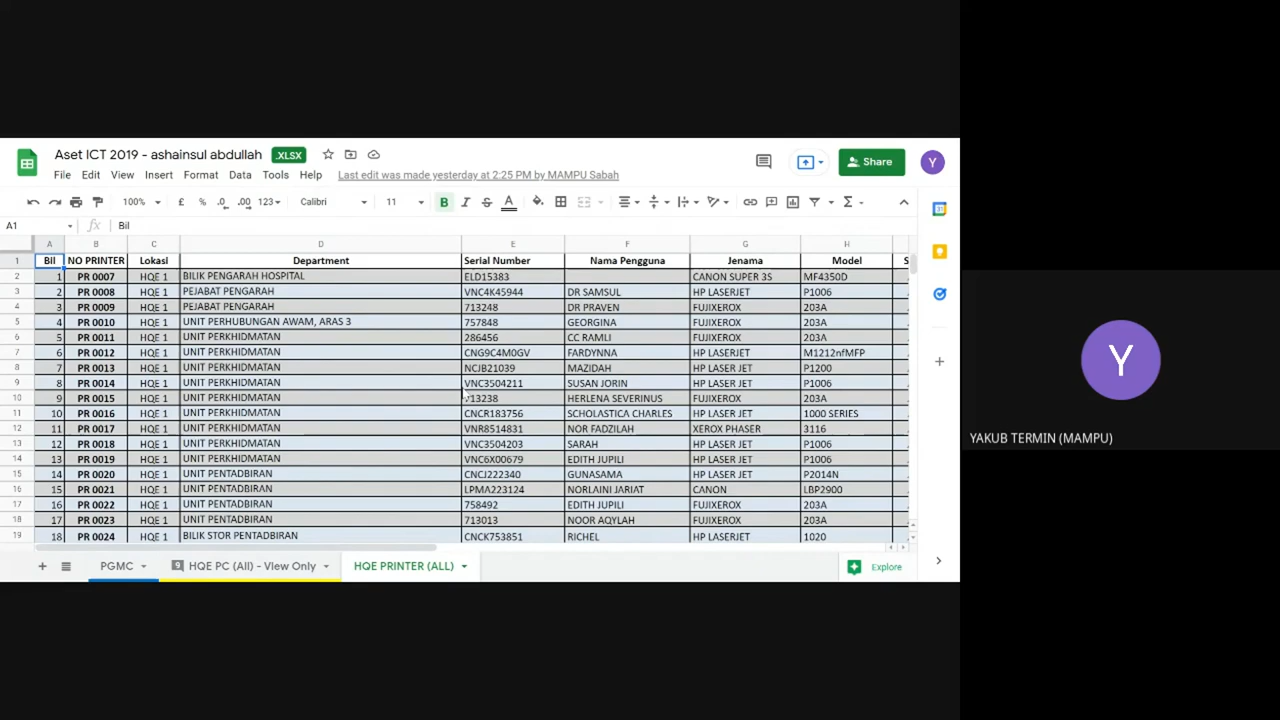 Aset ICT 2019 - ashainsul abdullah .XLSX
Share
Y
File Edit View Insert Format Data Tools Help Last edit was made yesterday at 2:25 PM by MAMPU Sabah
100% £ % .0 .00 123 Calibri 11 B I S A Σ
A1 fx Bil
A B C D E F G H
1 Bil NO PRINTER Lokasi Department Serial Number Nama Pengguna Jenama Model S
2 1 PR 0007 HQE 1 BILIK PENGARAH HOSPITAL ELD15383 CANON SUPER 3S MF4350D
3 2 PR 0008 HQE 1 PEJABAT PENGARAH VNC4K45944 DR SAMSUL HP LASERJET P1006
4 3 PR 0009 HQE 1 PEJABAT PENGARAH 713248 DR PRAVEN FUJIXEROX 203A
5 4 PR 0010 HQE 1 UNIT PERHUBUNGAN AWAM, ARAS 3 757848 GEORGINA FUJIXEROX 203A
6 5 PR 0011 HQE 1 UNIT PERKHIDMATAN 286456 CC RAMLI FUJIXEROX 203A
7 6 PR 0012 HQE 1 UNIT PERKHIDMATAN CNG9C4M0GV FARDYNNA HP LASERJET M1212nfMFP
8 7 PR 0013 HQE 1 UNIT PERKHIDMATAN NCJB21039 MAZIDAH HP LASER JET P1200
9 8 PR 0014 HQE 1 UNIT PERKHIDMATAN VNC3504211 SUSAN JORIN HP LASER JET P1006
10 9 PR 0015 HQE 1 UNIT PERKHIDMATAN 13238 HERLENA SEVERINUS FUJIXEROX 203A
11 10 PR 0016 HQE 1 UNIT PERKHIDMATAN CNCR183756 SCHOLASTICA CHARLES HP LASER JET 1000 SERIES
12 11 PR 0017 HQE 1 UNIT PERKHIDMATAN VNR8514831 NOR FADZILAH XEROX PHASER 3116
13 12 PR 0018 HQE 1 UNIT PERKHIDMATAN VNC3504203 SARAH HP LASER JET P1006
14 13 PR 0019 HQE 1 UNIT PERKHIDMATAN VNC6X00679 EDITH JUPILI HP LASER JET P1006
15 14 PR 0020 HQE 1 UNIT PENTADBIRAN CNCJ222340 GUNASAMA HP LASER JET P2014N
16 15 PR 0021 HQE 1 UNIT PENTADBIRAN LPMA223124 NORLAINI JARIAT CANON LBP2900
17 16 PR 0022 HQE 1 UNIT PENTADBIRAN 758492 EDITH JUPILI FUJIXEROX 203A
18 17 PR 0023 HQE 1 UNIT PENTADBIRAN 713013 NOOR AQYLAH FUJIXEROX 203A
19 18 PR 0024 HQE 1 BILIK STOR PENTADBIRAN CNCK753851 RICHEL HP LASERJET 1020
PGMC 9 HQE PC (All) - View Only HQE PRINTER (ALL) Explore
Y
YAKUB TERMIN (MAMPU)